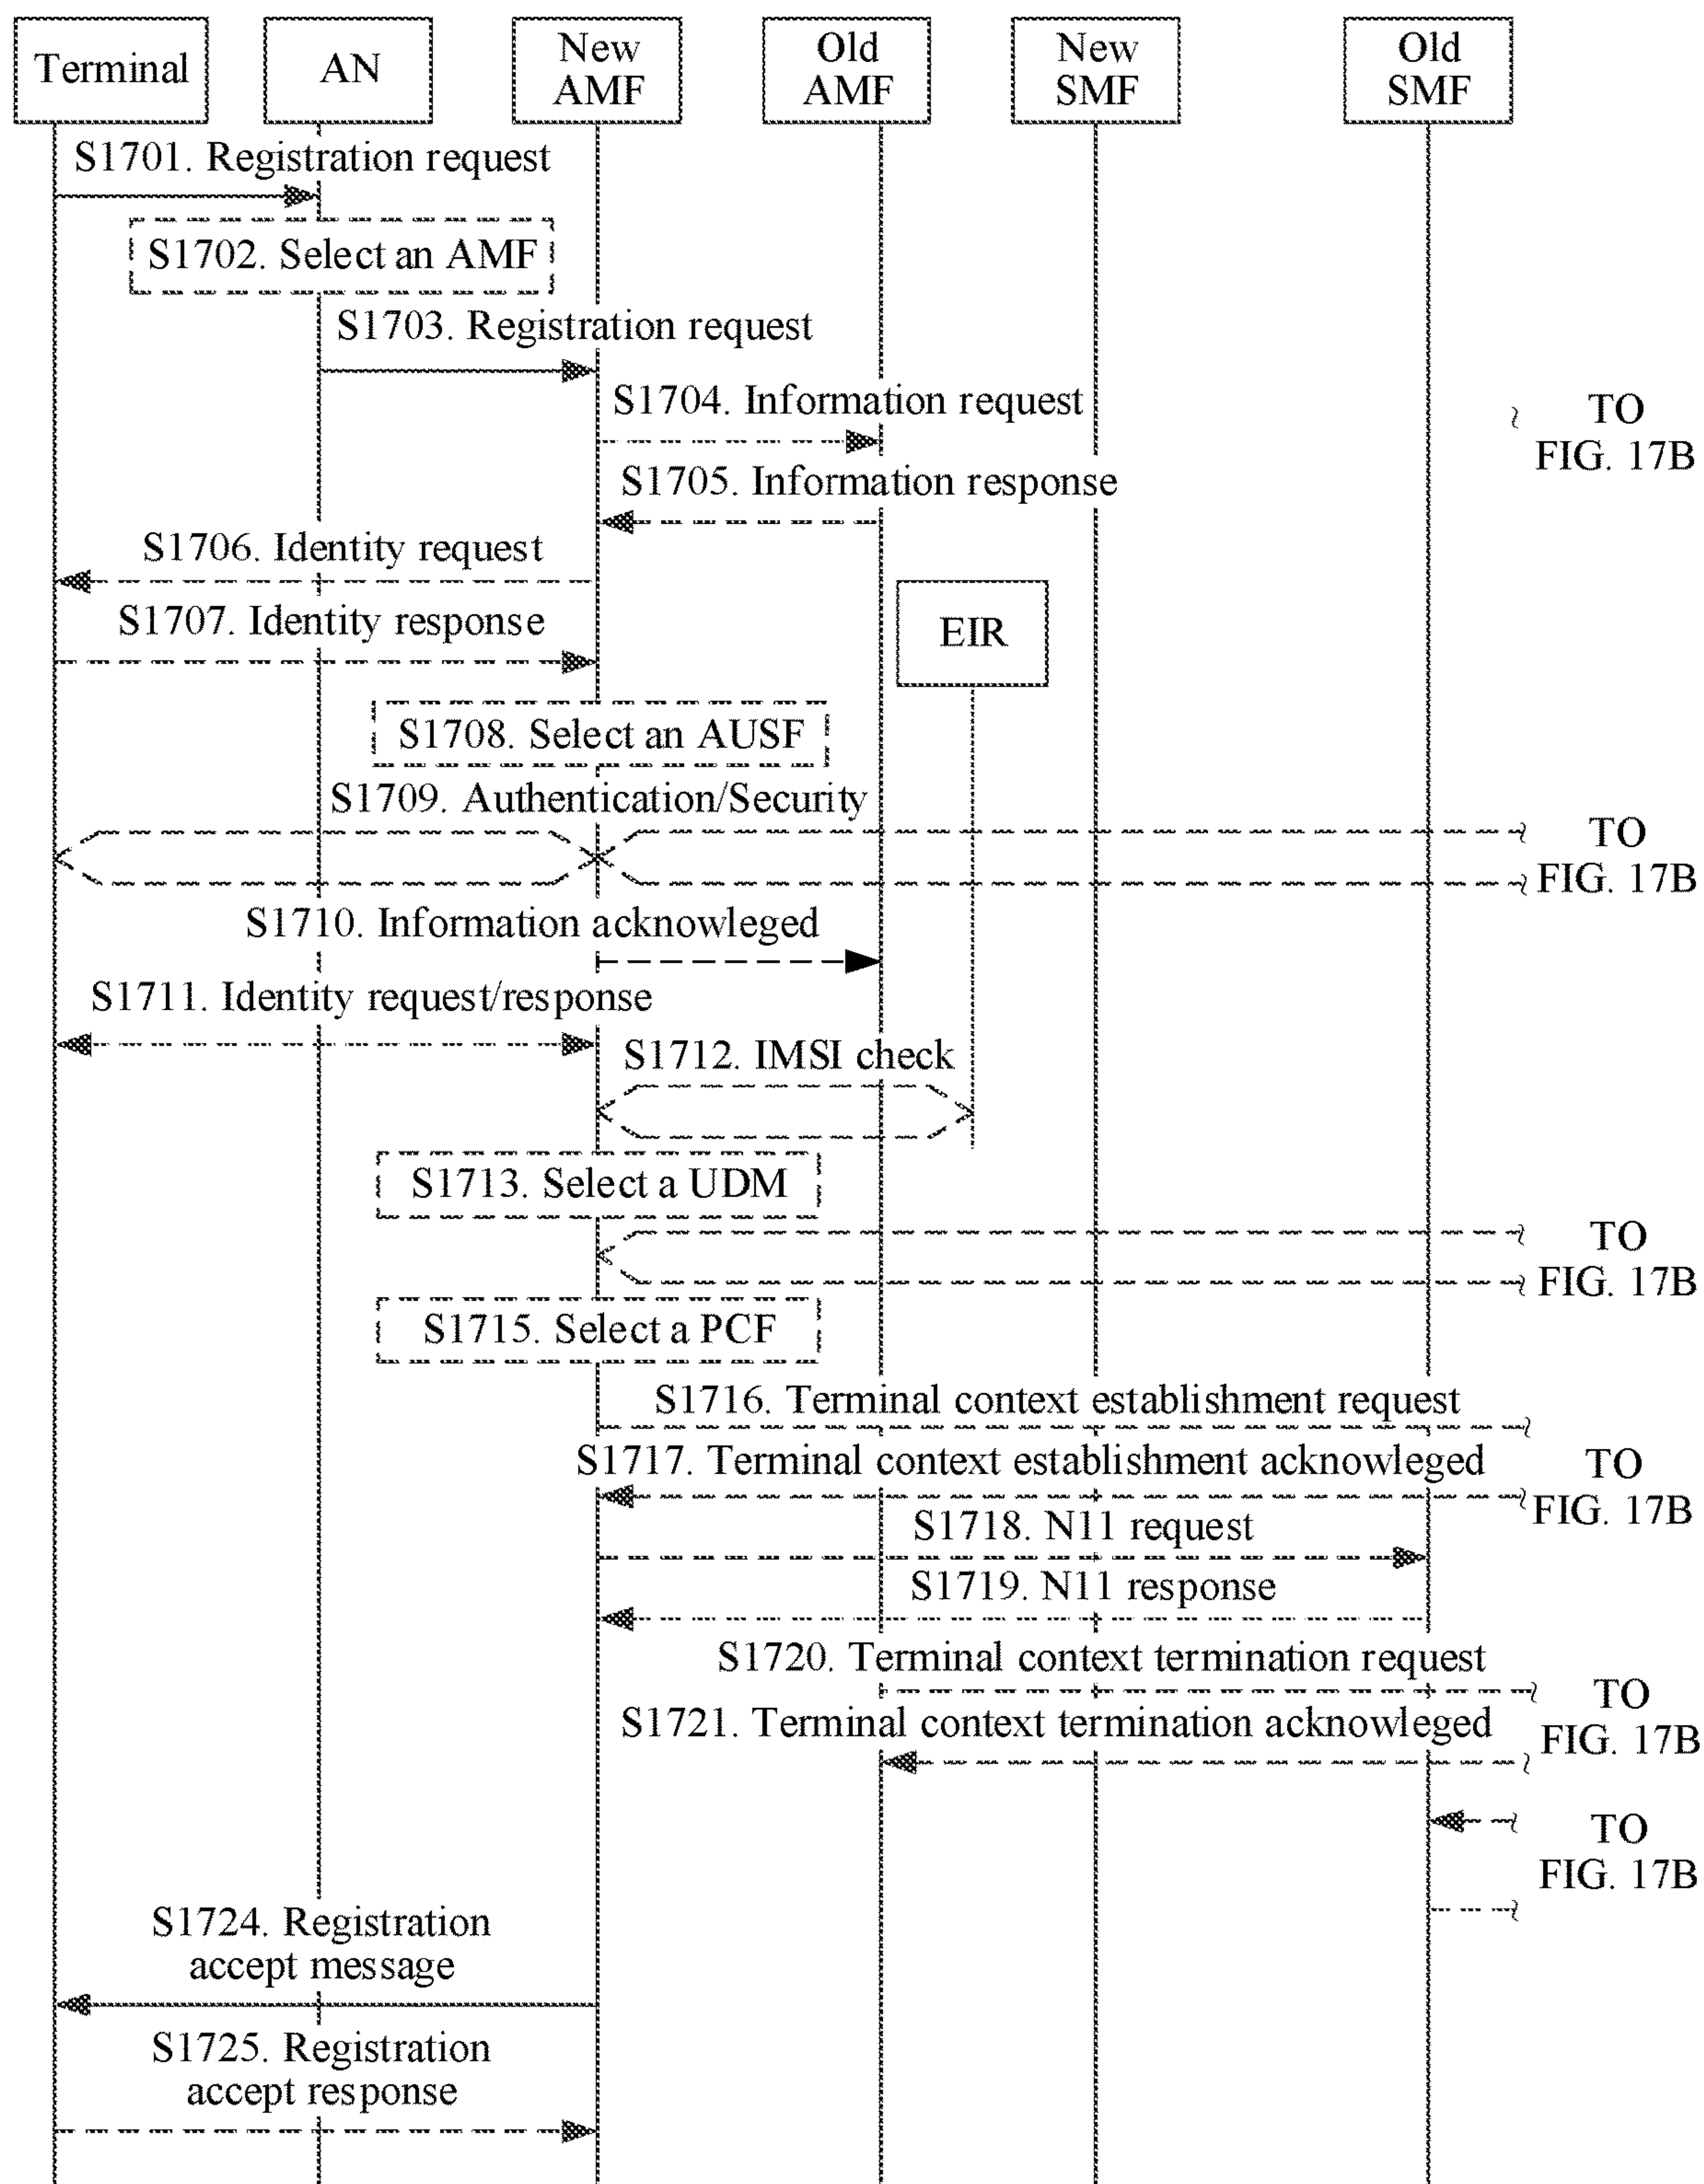 Terminal
AN
New
AMF
Old
AMF
New
SMF
Old
SMF
S1701. Registration request
S1702. Select an AMF
S1703. Registration request
S1704. Information request
TO
FIG. 17B
S1705. Information response
S1706. Identity request
S1707. Identity response
EIR
S1708. Select an AUSF
S1709. Authentication/Security
TO
FIG. 17B
S1710. Information acknowleged
S1711. Identity request/response
S1712. IMSI check
S1713. Select a UDM
TO
FIG. 17B
S1715. Select a PCF
S1716. Terminal context establishment request
S1717. Terminal context establishment acknowleged
TO
FIG. 17B
S1718. N11 request
S1719. N11 response
S1720. Terminal context termination request
S1721. Terminal context termination acknowleged
TO
FIG. 17B
TO
FIG. 17B
S1724. Registration
accept message
S1725. Registration
accept response